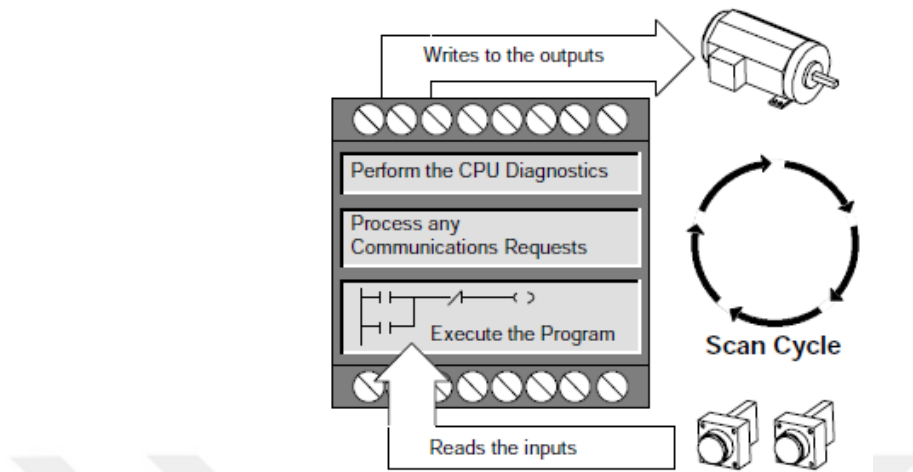 Writes to the outputs
Perform the CPU Diagnostics
Process any
Communications Requests
Execute the Program
Scan Cycle
Reads the inputs